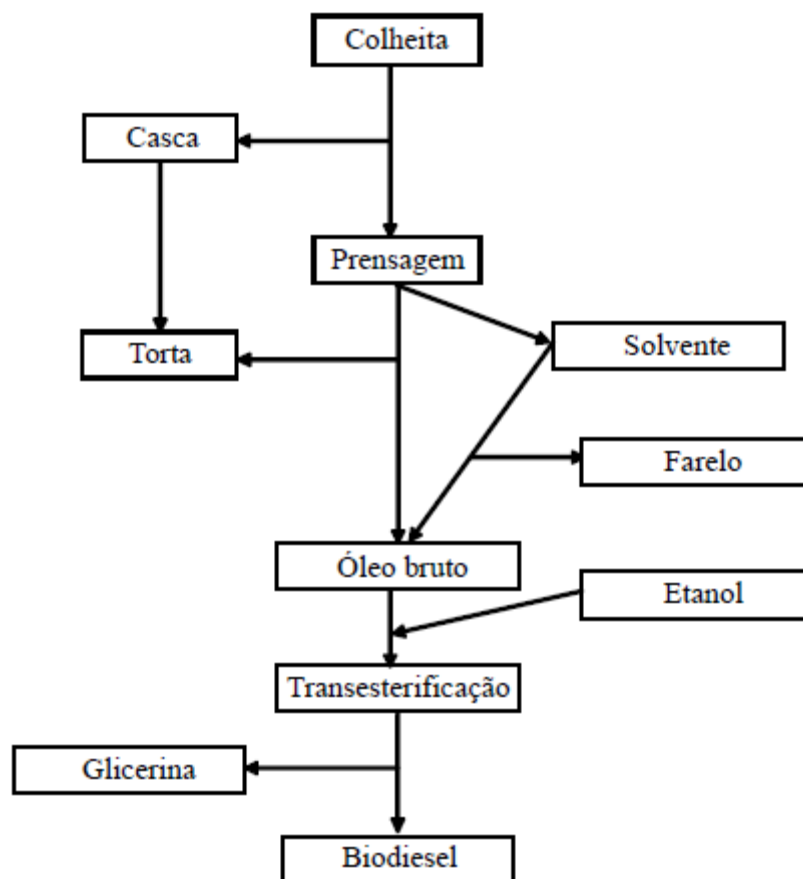 Colheita
Casca
Prensagem
Torta
Solvente
Farelo
Óleo bruto
Etanol
Transesterificação
Glicerina
Biodiesel